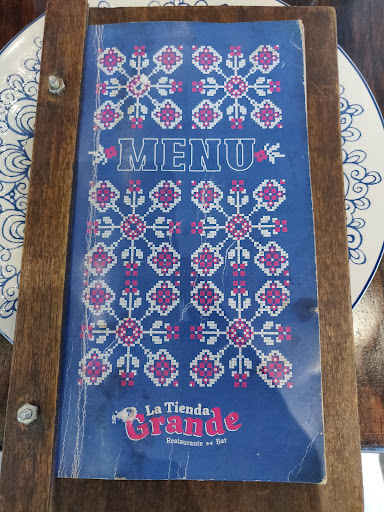 MENU
La Tienda
Grande
Restaurante Bar